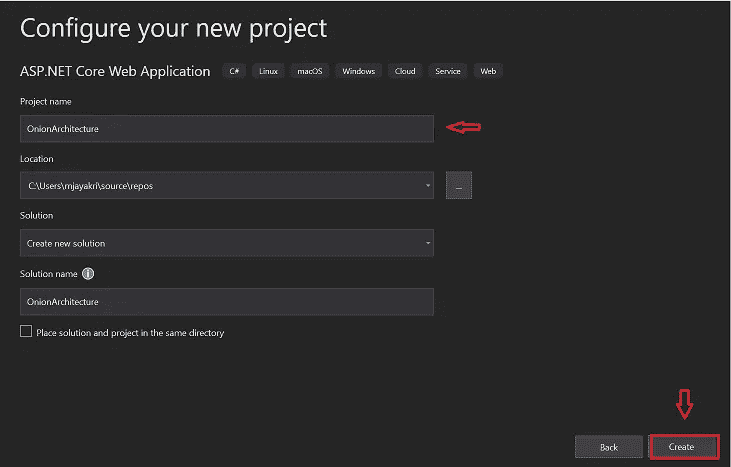 Configure your new project
ASP.NET Core Web Application C# Linux macOS Windows Cloud Service Web
Project name
OnionArchitecture
Location
C:\Users\mjayakri\source\repos
...
Solution
Create new solution
Solution name i
OnionArchitecture
Place solution and project in the same directory
Back Create